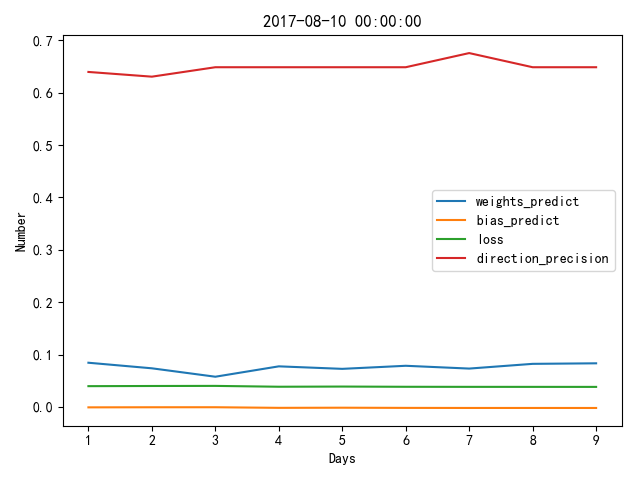 2017-08-10 00:00:00
0.7
0.6
0.5
0.4
0.3
0.2
0.1
0.0
Number
weights_predict
bias_predict
loss
direction_precision
1 2 3 4 5 6 7 8 9
Days